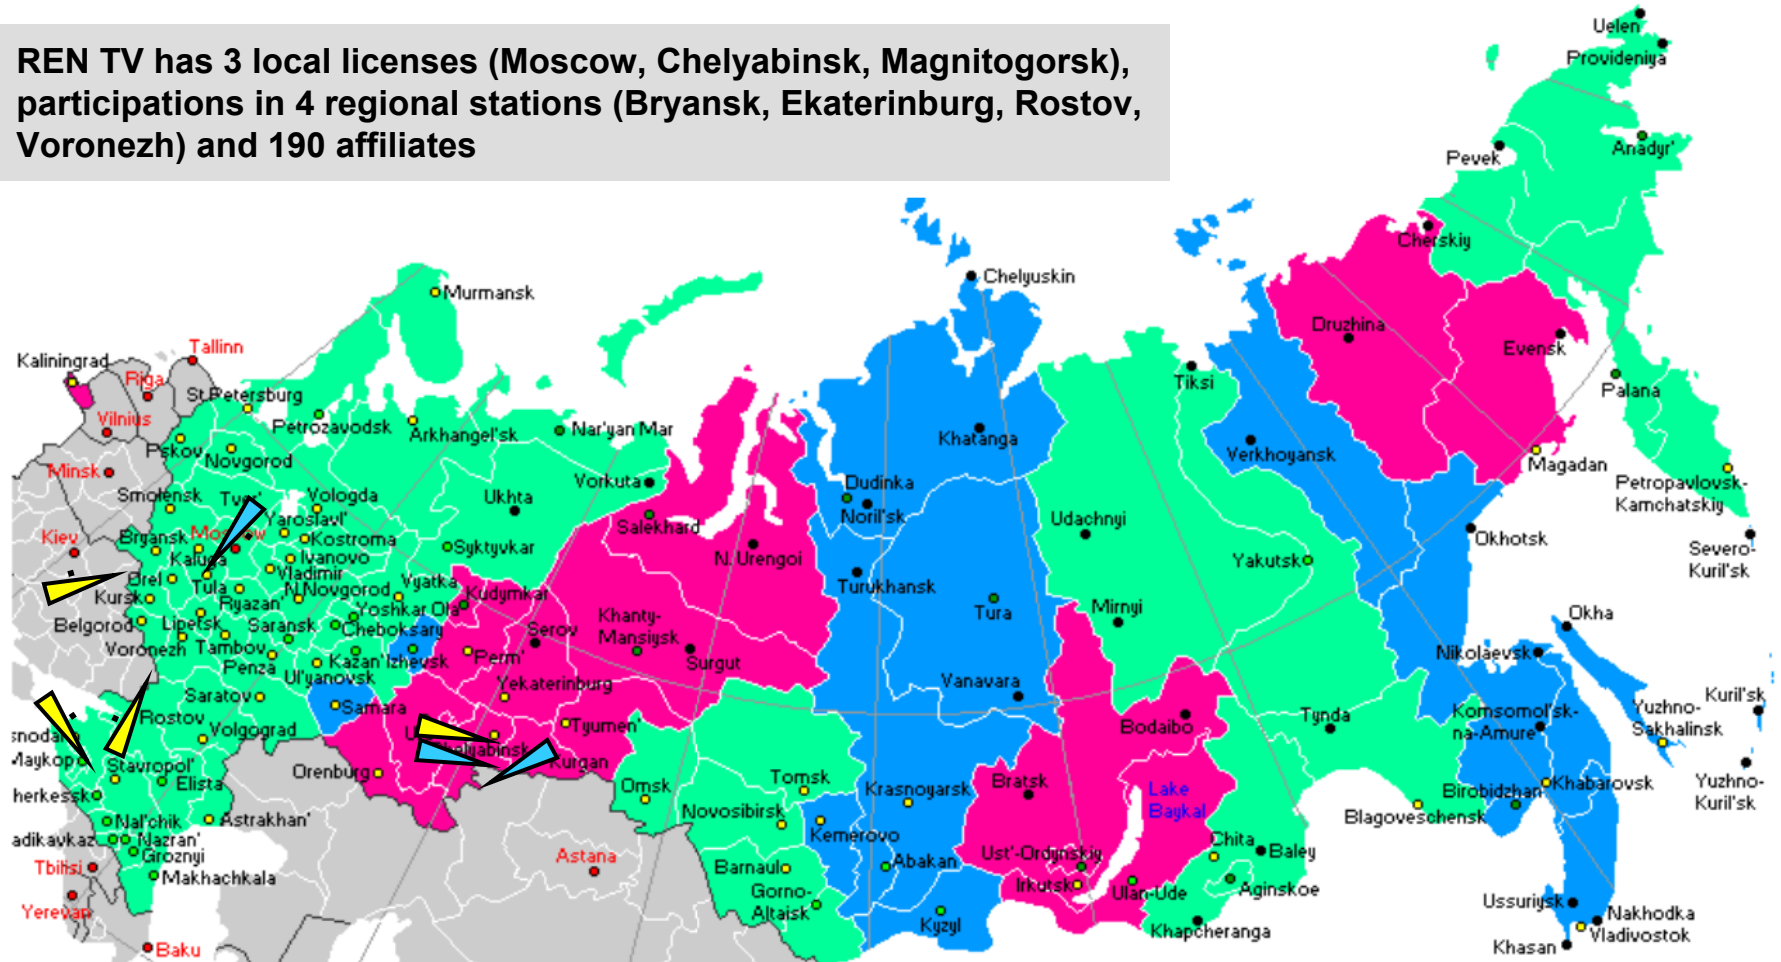 REN TV has 3 local licenses (Moscow, Chelyabinsk, Magnitogorsk),
participations in 4 regional stations (Bryansk, Ekaterinburg, Rostov,
Voronezh) and 190 affiliates
Uelen
Provideniya
Anadyr'
Pevek
Cherskiy
Chelyuskin
Murmansk
Druzhina
Evensk
Tallinn
Kaliningrad
Riga
Tiksi
Palana
St.Petersburg
Vilnius
Petrozavodsk
Arkhangel'sk
Nar'yan Mar
Khatanga
Pskov
Novgorod
Verkhoyansk
Magadan
Minsk
Vorkuta
Dudinka
Petropavlovsk-
Kamchatskiy
Smolensk
Tver'
Vologda
Ukhta
Noril'sk
Salekhard
Udachnyi
Yaroslavl'
Kiev
Bryansk
Kostroma
Okhotsk
Syktyvkar
N.Urengoi
Severo-
Kuril'sk
Kaluga
Ivanovo
Yakutsk
Orel
Vladimir
Vyatka
Turukhansk
Kursk
Tula
N.Novgorod
Kudymkar
Ryazan'
Yoshkar Ola
Mirnyi
Tura
Okha
Belgorod
Lipetsk
Saransk
Cheboksary
Khanty-
Mansiysk
Serov
Voronezh
Tambov
Penza
Kazan'
Izhevsk
Perm'
Surgut
Nikolaevsk
Ul'yanovsk
Yekaterinburg
Vanavara
Saratov
Samara
Kuril'sk
Rostov
Volgograd
Tyumen'
Bodaibo
Tynda
Komsomol'sk-
na-Amure
Yuzhno-
Sakhalinsk
Chelyabinsk
Maykop
Stavropol'
Orenburg
Kurgan
Elista
Omsk
Tomsk
Krasnoyarsk
Bratsk
Lake
Baykal
Birobidzhan
Khabarovsk
Yuzhno-
Kuril'sk
herkessk
Novosibirsk
Blagoveschensk
Nal'chik
Astrakhan'
Kemerovo
adikavkaz
Nazran'
Chita
Baley
Groznyi
Astana
Ust'-Ordynskiy
Tbilisi
Makhachkala
Barnaul
Abakan
Irkutsk
Ulan-Ude
Aginskoe
Gorno-
Altaisk
Yerevan
Kyzyl
Khapcheranga
Ussuriysk
Nakhodka
Vladivostok
Baku
Khasan